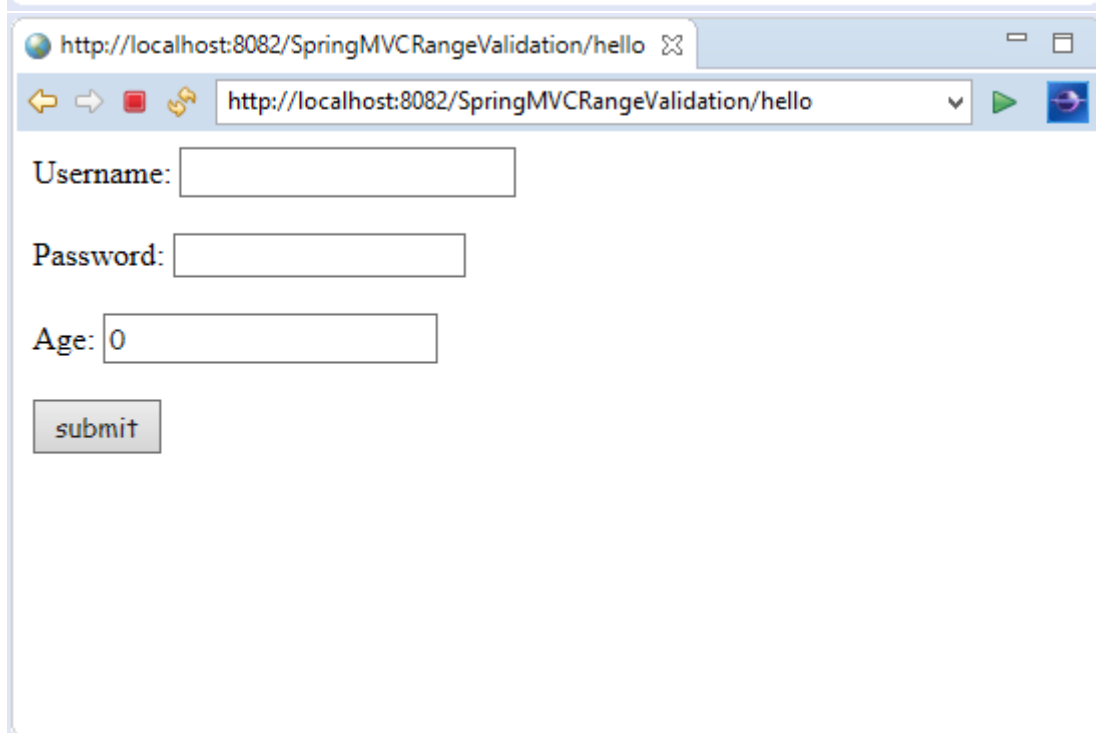 http://localhost:8082/SpringMVCRangeValidation/hello
http://localhost:8082/SpringMVCRangeValidation/hello
Username:
Password:
Age: 0
submit